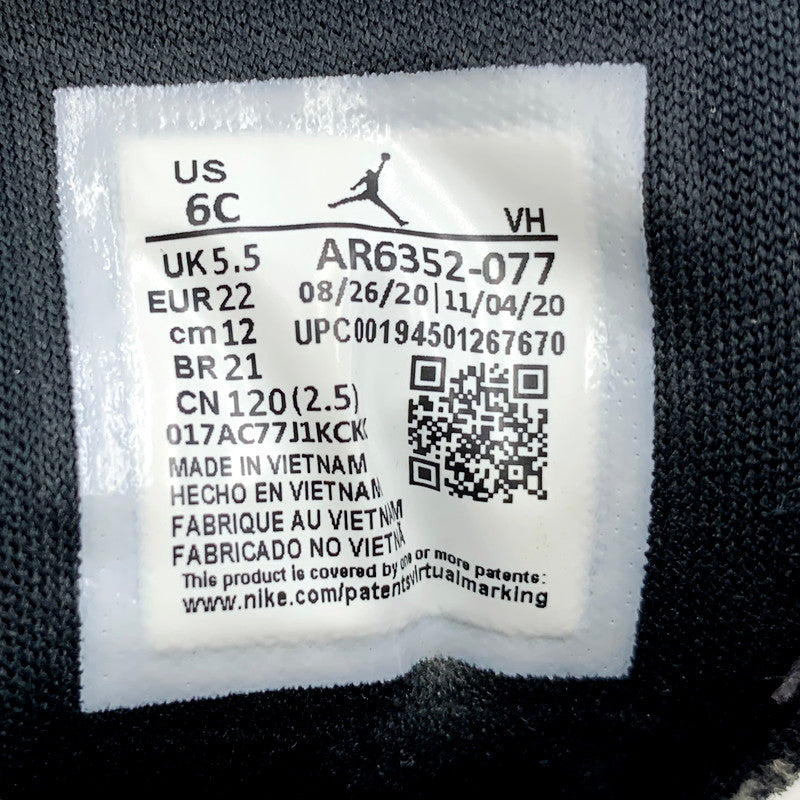 US
6C
VH
UK 5.5 AR6352-077
EUR 22 08/26/20|11/04/20
cm 12 UPC00194501267670
BR 21
CN 120 (2.5)
017AC77J1KCK
MADE IN VIETNAM
HECHO EN VIETNAM
FABRIQUE AU VIETNAM
FABRICADO NO VIETNÃ
This product is covered by one or more patents:
www.nike.com/patentsvirtualmarking